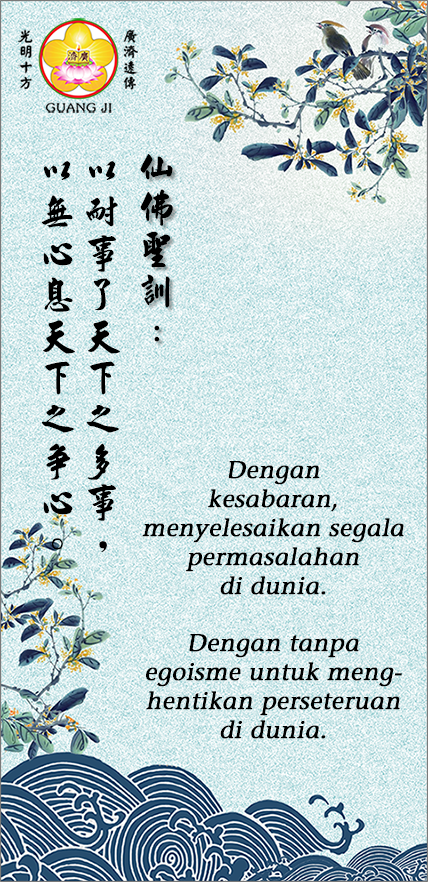 廣濟遠傳
光明十方
廣濟
GUANG JI
仙佛聖訓：
以耐事了天下之多事，
以無心息天下之爭心。
Dengan
kesabaran,
menyelesaikan segala
permasalahan
di dunia.
Dengan tanpa
egoisme untuk meng-
hentikan perseteruan
di dunia.